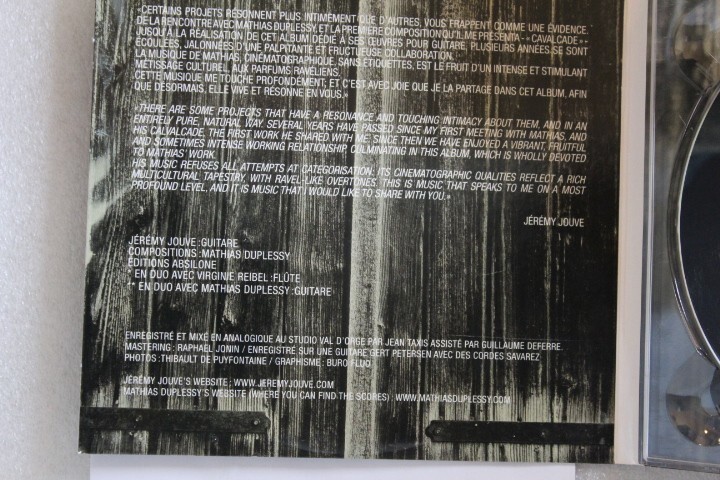 «CERTAINS PROJETS RÉSONNENT PLUS INTIMEMENT QUE D'AUTRES, VOUS FRAPPENT COMME UNE ÉVIDENCE.
DE LA RENCONTRE AVEC MATHIAS DUPLESSY, ET LA PREMIÈRE COMPOSITION QU'IL ME PRÉSENTA - « CAVALCADE» -
JUSQU'À LA RÉALISATION DE CET ALBUM DÉDIÉ À SES ŒUVRES POUR GUITARE, PLUSIEURS ANNÉES SE SONT
ÉCOULÉES, JALONNÉES D'UNE PALPITANTE ET FRUCTUEUSE COLLABORATION.
LA MUSIQUE DE MATHIAS, CINÉMATOGRAPHIQUE, SANS ÉTIQUETTES, EST LE FRUIT D'UN INTENSE ET STIMULANT
MÉTISSAGE CULTUREL AUX PARFUMS RAVÉLIENS.
CETTE MUSIQUE ME TOUCHE PROFONDÉMENT, ET C'EST AVEC JOIE QUE JE LA PARTAGE DANS CET ALBUM, AFIN
QUE DÉSORMAIS, ELLE VIVE ET RÉSONNE EN VOUS.»
«THERE ARE SOME PROJECTS THAT HAVE A RESONANCE AND TOUCHING INTIMACY ABOUT THEM, AND IN AN
ENTIRELY PURE, NATURAL WAY. SEVERAL YEARS HAVE PASSED SINCE MY FIRST MEETING WITH MATHIAS, AND
HIS CALVALCADE, THE FIRST WORK HE SHARED WITH ME. SINCE THEN WE HAVE ENJOYED A VIBRANT, FRUITFUL
AND SOMETIMES INTENSE WORKING RELATIONSHIP, CULMINATING IN THIS ALBUM, WHICH IS WHOLLY DEVOTED
TO MATHIAS' WORK.
HIS MUSIC REFUSES ALL ATTEMPTS AT CATEGORISATION: ITS CINEMATOGRAPHIC QUALITIES REFLECT A RICH
MULTICULTURAL TAPESTRY, WITH RAVEL-LIKE OVERTONES. THIS IS MUSIC THAT SPEAKS TO ME ON A MOST
PROFOUND LEVEL, AND IT IS MUSIC THAT I WOULD LIKE TO SHARE WITH YOU.»
JÉRÉMY JOUVE
JÉRÉMY JOUVE : GUITARE
COMPOSITIONS : MATHIAS DUPLESSY
ÉDITIONS ABSILONE
* EN DUO AVEC VIRGINIE REIBEL : FLÛTE
** EN DUO AVEC MATHIAS DUPLESSY : GUITARE
ENREGISTRÉ ET MIXÉ EN ANALOGIQUE AU STUDIO VAL D'ORGE PAR JEAN TAXIS ASSISTÉ PAR GUILLAUME DEFERRE.
MASTERING : RAPHAËL JONIN / ENREGISTRÉ SUR UNE GUITARE GERT PETERSEN AVEC DES CORDES SAVAREZ
PHOTOS : THIBAULT DE PUYFONTAINE / GRAPHISME : BURO FLUO
JÉRÉMY JOUVE'S WEBSITE : WWW.JEREMYJOUVE.COM
MATHIAS DUPLESSY'S WEBSITE (WHERE YOU CAN FIND THE SCORES) : WWW.MATHIASDUPLESSY.COM